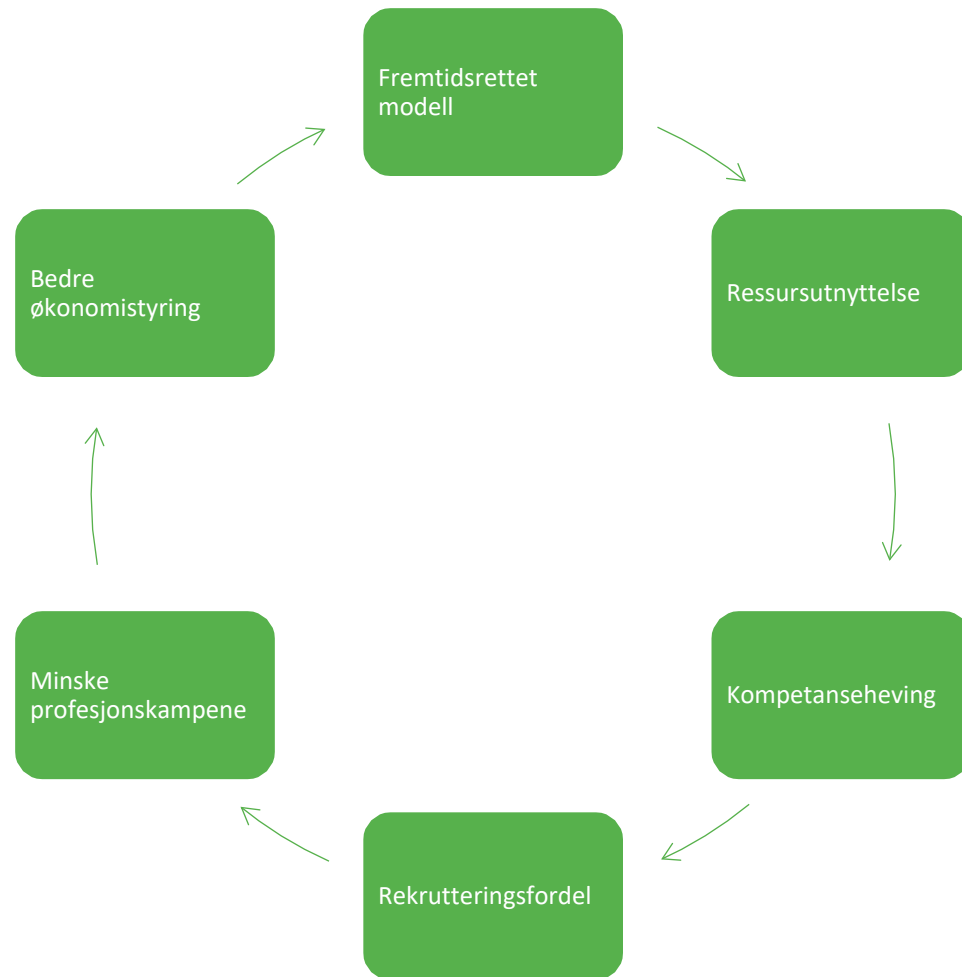 Fremtidsrettet
modell
Ressursutnyttelse
Kompetanseheving
Rekrutteringsfordel
Minske
profesjonskampene
Bedre
økonomistyring